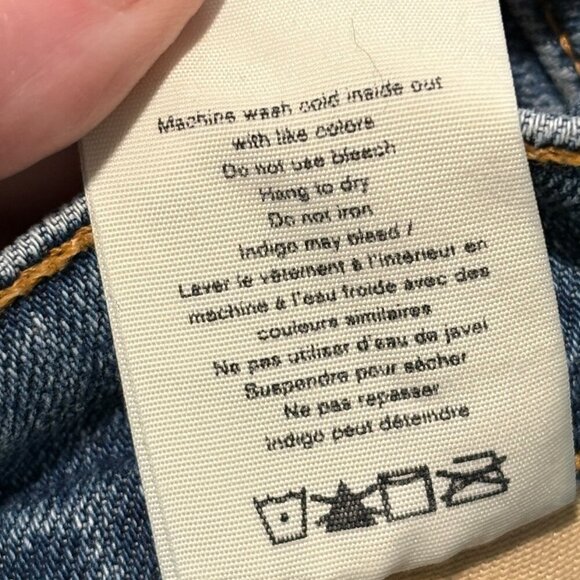 Machine wash cold inside out
with like colors
Do not use bleach
Hang to dry
Do not iron
Indigo may bleed /
Laver le vêtement à l'intérieur en
machine à l'eau froide avec des
couleurs similaires
Ne pas utiliser d'eau de javel
Suspendre pour sécher
Ne pas repasser
Indigo peut déteindre